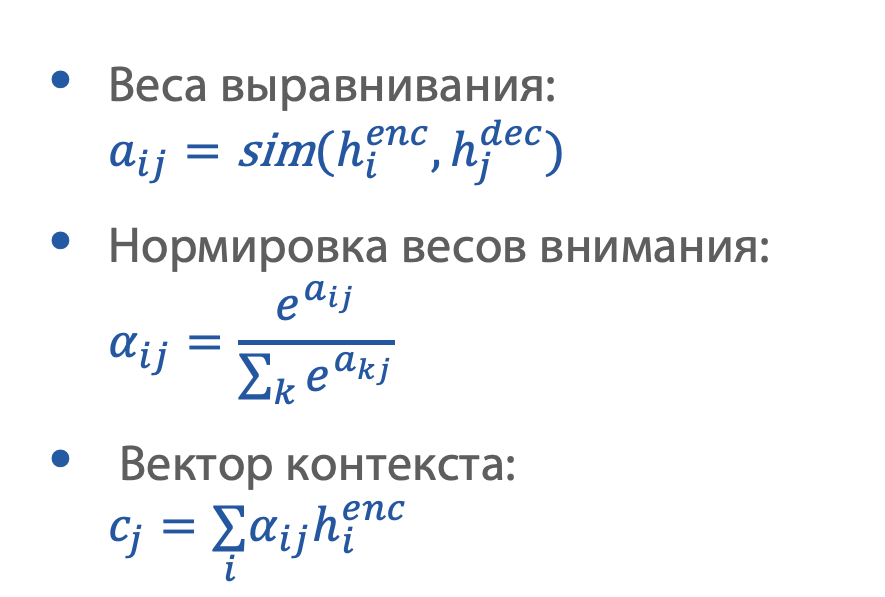 • Веса выравнивания:
a_{ij} = sim(h_i^{enc}, h_j^{dec})
• Нормировка весов внимания:
α_{ij} = \frac{e^{a_{ij}}}{∑_k e^{a_{kj}}}
• Вектор контекста:
c_j = ∑_i α_{ij} h_i^{enc}